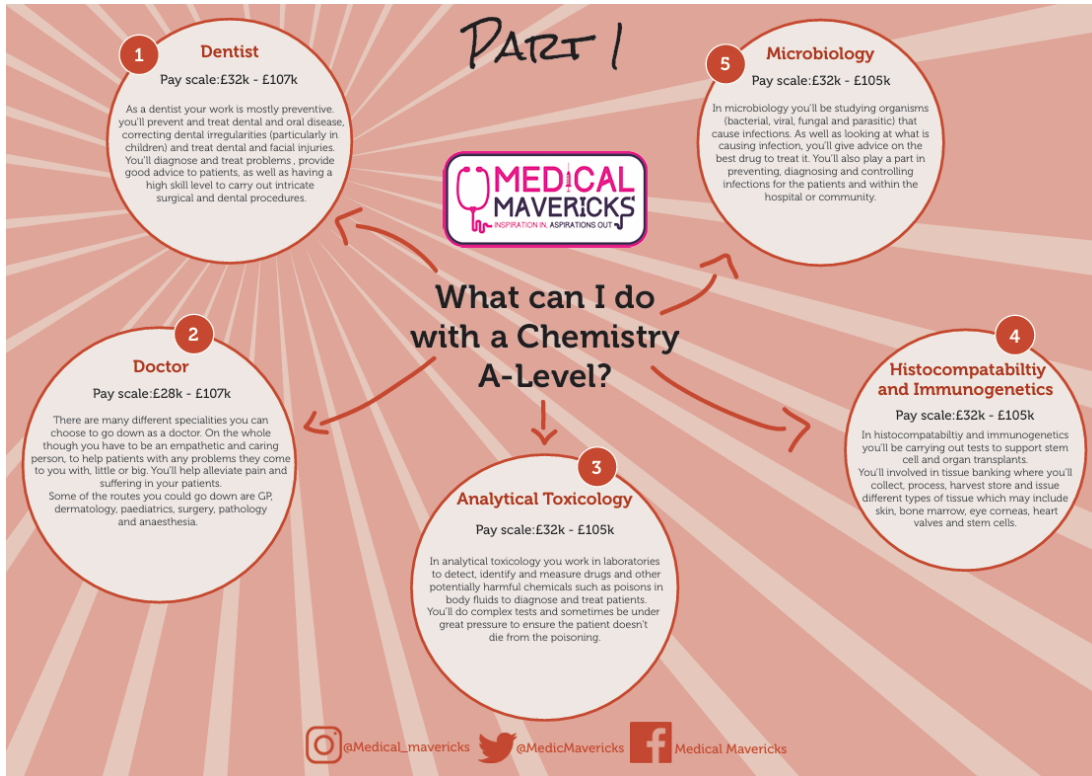 Part 1
1
Dentist
Pay scale:£32k - £107k
As a dentist your work is mostly preventive.
you'll prevent and treat dental and oral disease,
correcting dental irregularities (particularly in
children) and treat dental and facial injuries.
You'll diagnose and treat problems , provide
good advice to patients, as well as having a
high skill level to carry out intricate
surgical and dental procedures.
5
Microbiology
Pay scale:£32k - £105k
In microbiology you'll be studying organisms
(bacterial, viral, fungal and parasitic) that
cause infections. As well as looking at what is
causing infection, you'll give advice on the
best drug to treat it. You'll also play a part in
preventing, diagnosing and controlling
infections for the patients and within the
hospital or community.
MEDICAL
MAVERICKS
INSPIRATION IN, ASPIRATIONS OUT
What can I do
with a Chemistry
A-Level?
2
Doctor
Pay scale:£28k - £107k
There are many different specialities you can
choose to go down as a doctor. On the whole
though you have to be an empathetic and caring
person, to help patients with any problems they come
to you with, little or big. You'll help alleviate pain and
suffering in your patients.
Some of the routes you could go down are GP,
dermatology, paediatrics, surgery, pathology
and anaesthesia.
4
Histocompatabiltiy
and Immunogenetics
Pay scale:£32k - £105k
In histocompatabiltiy and immunogenetics
you'll be carrying out tests to support stem
cell and organ transplants.
You'll involved in tissue banking where you'll
collect, process, harvest store and issue
different types of tissue which may include
skin, bone marrow, eye corneas, heart
valves and stem cells.
3
Analytical Toxicology
Pay scale:£32k - £105k
In analytical toxicology you work in laboratories
to detect, identify and measure drugs and other
potentially harmful chemicals such as poisons in
body fluids to diagnose and treat patients.
You'll do complex tests and sometimes be under
great pressure to ensure the patient doesn't
die from the poisoning.
@Medical_mavericks @MedicMavericks Medical Mavericks